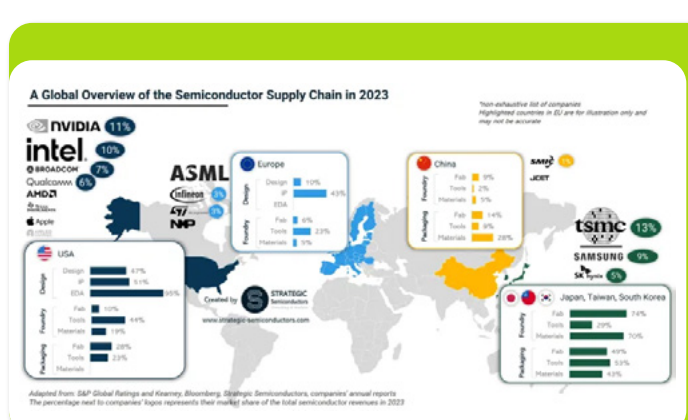 A Global Overview of the Semiconductor Supply Chain in 2023
*non-exhaustive list of companies
Highlighted countries in EU are for illustration only and
may not be accurate
NVIDIA 11%
intel. 10%
BROADCOM 7%
Qualcomm 6%
AMD
Apple
ASML
infineon 3%
3%
NXP
Europe
Design
Design 10%
IP 43%
EDA
Foundry
Fab 6%
Tools 23%
Materials 5%
China
Foundry
Fab 9%
Tools 2%
Materials 5%
Packaging
Fab 14%
Tools 9%
Materials 28%
SMIC
JCET
tsmc 13%
SAMSUNG 9%
SK hynix 5%
USA
Design
Design 47%
IP 51%
EDA 95%
Foundry
Fab 10%
Tools 44%
Materials 19%
Packaging
Fab 28%
Tools 23%
Materials
Created by
STRATEGIC
Semiconductors
www.strategic-semiconductors.com
Japan, Taiwan, South Korea
Foundry
Fab 74%
Tools 29%
Materials 70%
Packaging
Fab 49%
Tools 53%
Materials 43%
Adapted from: S&P Global Ratings and Kearney, Bloomberg, Strategic Semiconductors, companies' annual reports
The percentage next to companies' logos represents their market share of the total semiconductor revenues in 2023